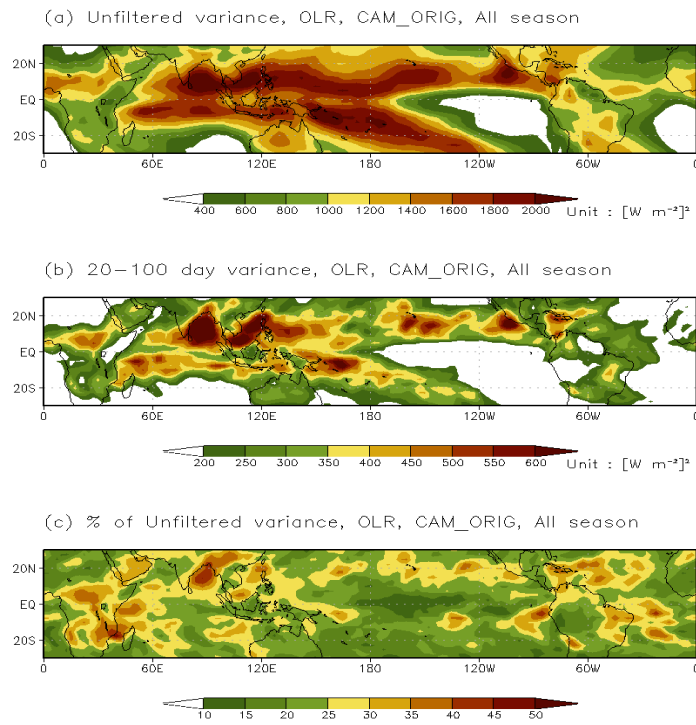 (a) Unfiltered variance, OLR, CAM_ORIG, All season
20N
EQ
20S
0 60E 120E 180 120W 60W 0
400 600 800 1000 1200 1400 1600 1800 2000 Unit : [W m⁻²]²
(b) 20−100 day variance, OLR, CAM_ORIG, All season
20N
EQ
20S
0 60E 120E 180 120W 60W 0
200 250 300 350 400 450 500 550 600 Unit : [W m⁻²]²
(c) % of Unfiltered variance, OLR, CAM_ORIG, All season
20N
EQ
20S
0 60E 120E 180 120W 60W 0
10 15 20 25 30 35 40 45 50